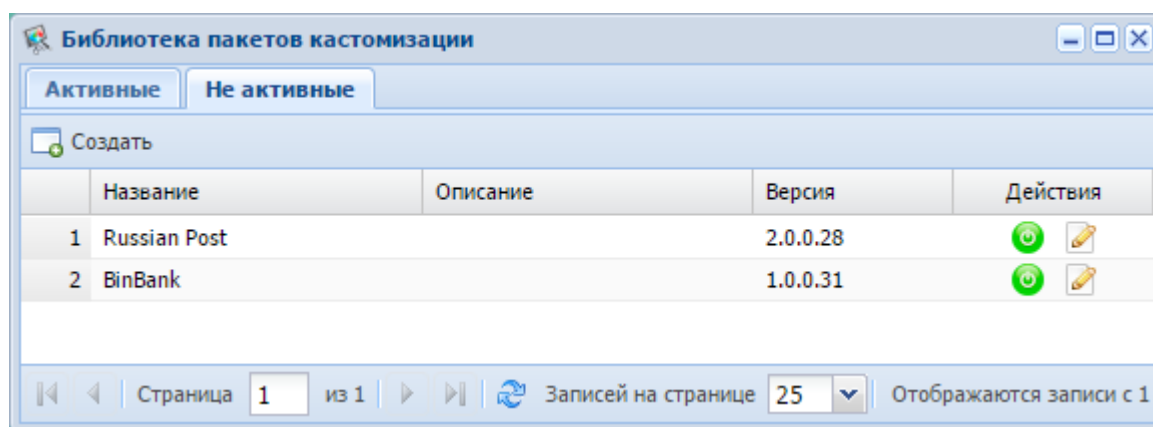 Библиотека пакетов кастомизации
Активные Не активные
Создать
Название Описание Версия Действия
1 Russian Post 2.0.0.28
2 BinBank 1.0.0.31
Страница 1 из 1 Записей на странице 25 Отображаются записи с 1